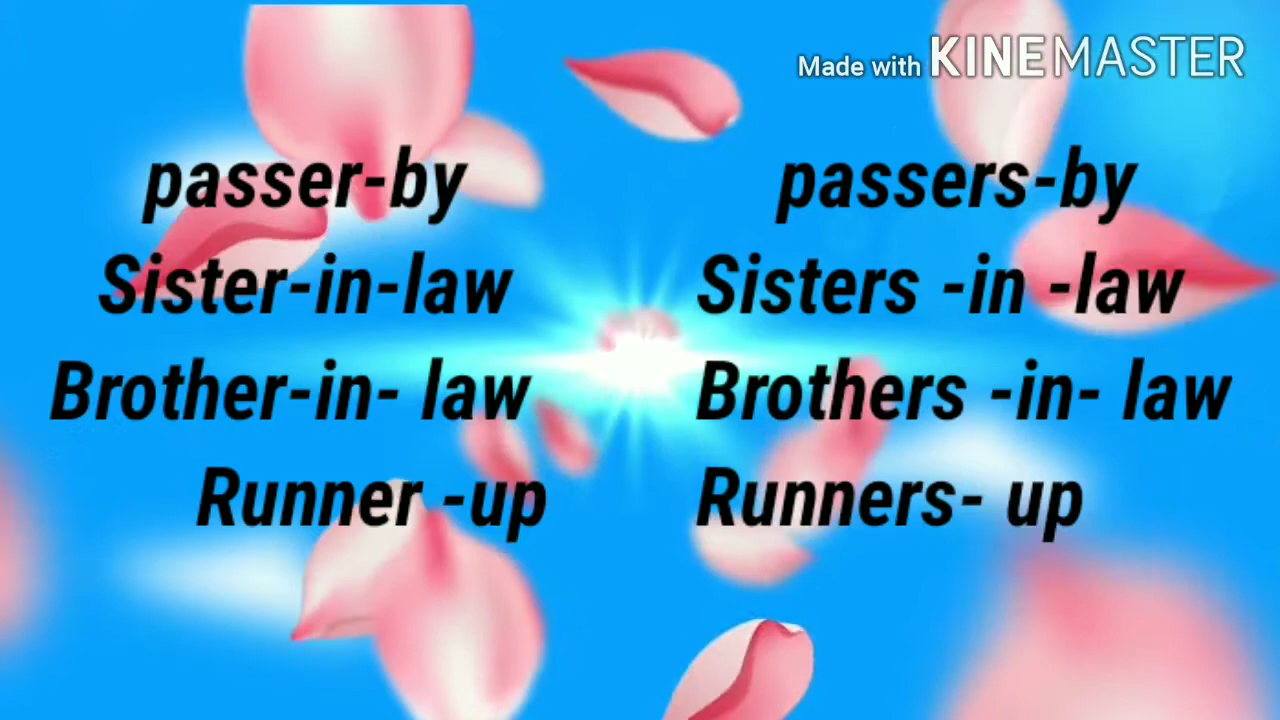 Made with KINEMASTER
passer-by passers-by
Sister-in-law Sisters -in -law
Brother-in- law Brothers -in- law
Runner -up Runners- up